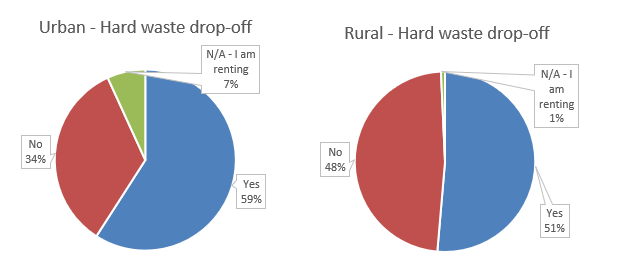 Urban - Hard waste drop-off
N/A - I am
renting
7%
No
34%
Yes
59%
Rural - Hard waste drop-off
N/A - I
am
renting
1%
No
48%
Yes
51%